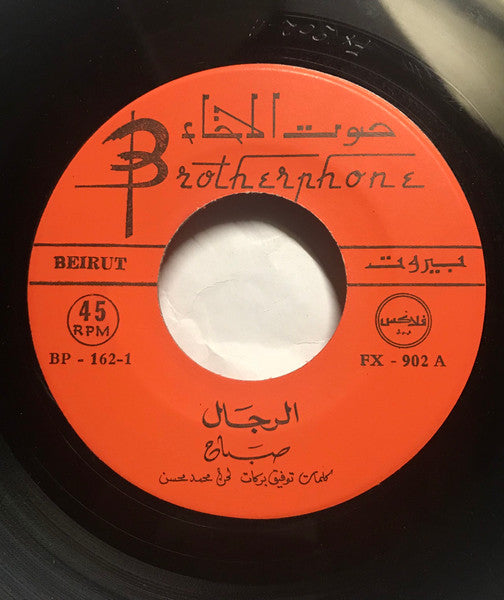 صوت الاخاء
Brotherphone
BEIRUT
بيروت
45
RPM
فلاكس
BP - 162-1
FX - 902 A
الرجال
صباح
كلمات توفيق بركات لحن محمد محسن